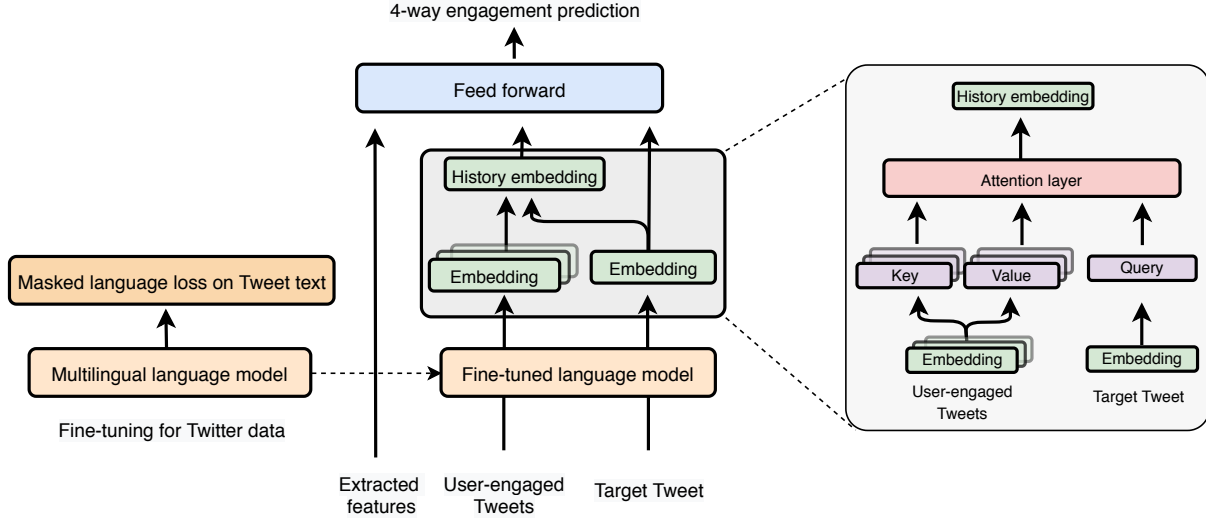 4-way engagement prediction
Feed forward
History embedding
Embedding
Embedding
Masked language loss on Tweet text
Multilingual language model
Fine-tuned language model
Fine-tuning for Twitter data
Extracted
features
User-engaged
Tweets
Target Tweet
History embedding
Attention layer
Key
Value
Query
Embedding
Embedding
User-engaged
Tweets
Target Tweet